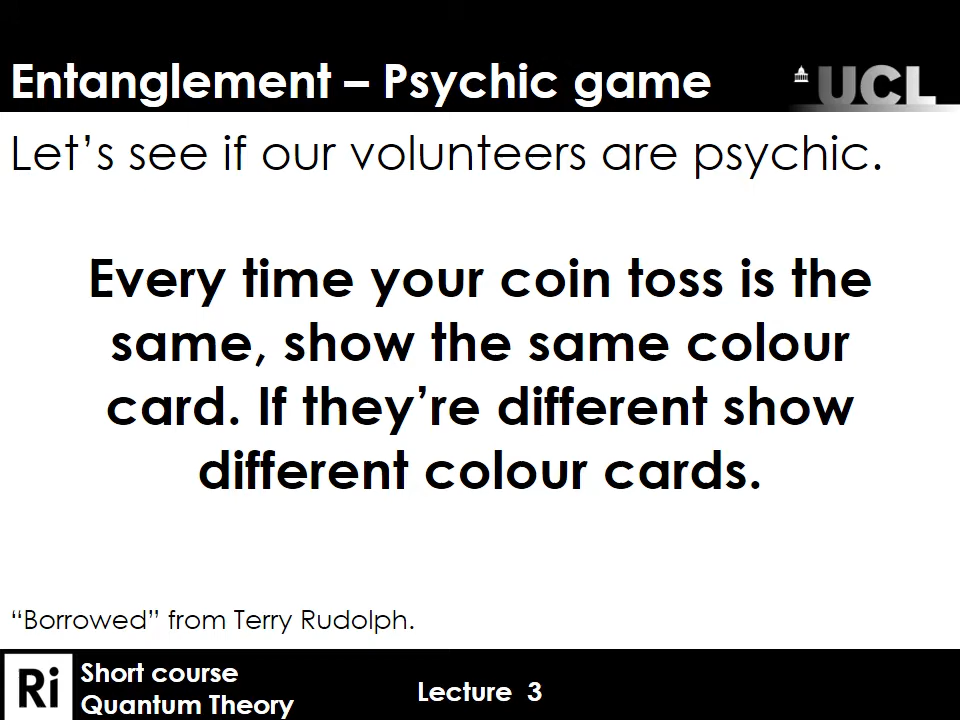 Entanglement – Psychic game
UCL
Let's see if our volunteers are psychic.
Every time your coin toss is the
same, show the same colour
card. If they're different show
different colour cards.
“Borrowed” from Terry Rudolph.
Ri
Short course
Quantum Theory
Lecture 3